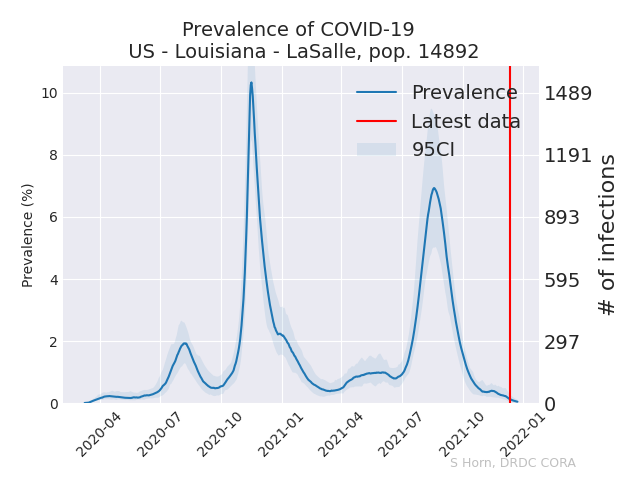 Prevalence of COVID-19
US - Louisiana - LaSalle, pop. 14892
Prevalence
Latest data
95CI
10
8
6
4
2
0
Prevalence (%)
1489
1191
893
595
297
0
# of infections
2020-04
2020-07
2020-10
2021-01
2021-04
2021-07
2021-10
2022-01
S Horn, DRDC CORA